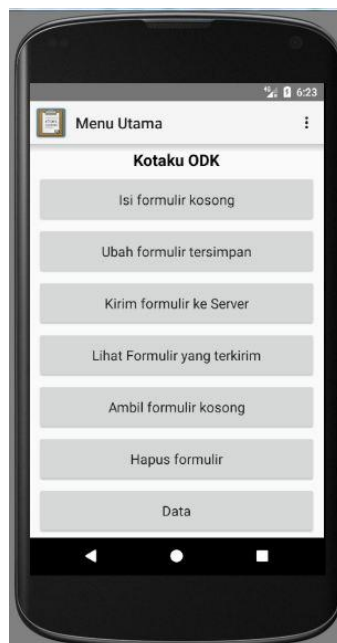 6:23
Menu Utama
Kotaku ODK
Isi formulir kosong
Ubah formulir tersimpan
Kirim formulir ke Server
Lihat Formulir yang terkirim
Ambil formulir kosong
Hapus formulir
Data